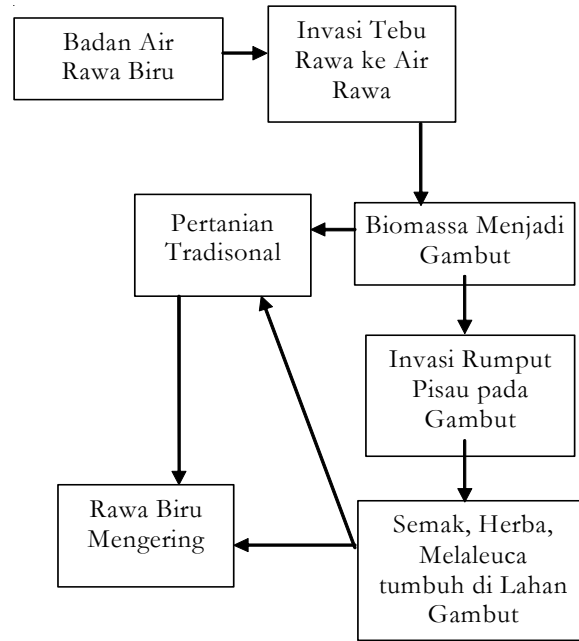 Badan Air
Rawa Biru
Invasi Tebu
Rawa ke Air
Rawa
Pertanian
Tradisonal
Biomassa Menjadi
Gambut
Invasi Rumput
Pisau pada
Gambut
Rawa Biru
Mengering
Semak, Herba,
Melaleuca
tumbuh di Lahan
Gambut